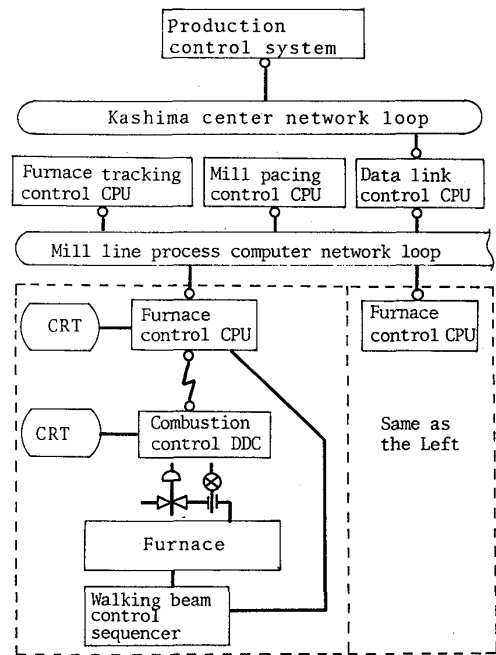 Production
control system
Kashima center network loop
Furnace tracking
control CPU
Mill pacing
control CPU
Data link
control CPU
Mill line process computer network loop
CRT
Furnace
control CPU
Furnace
control CPU
CRT
Combustion
control DDC
Same as
the Left
Furnace
Walking beam
control
sequencer